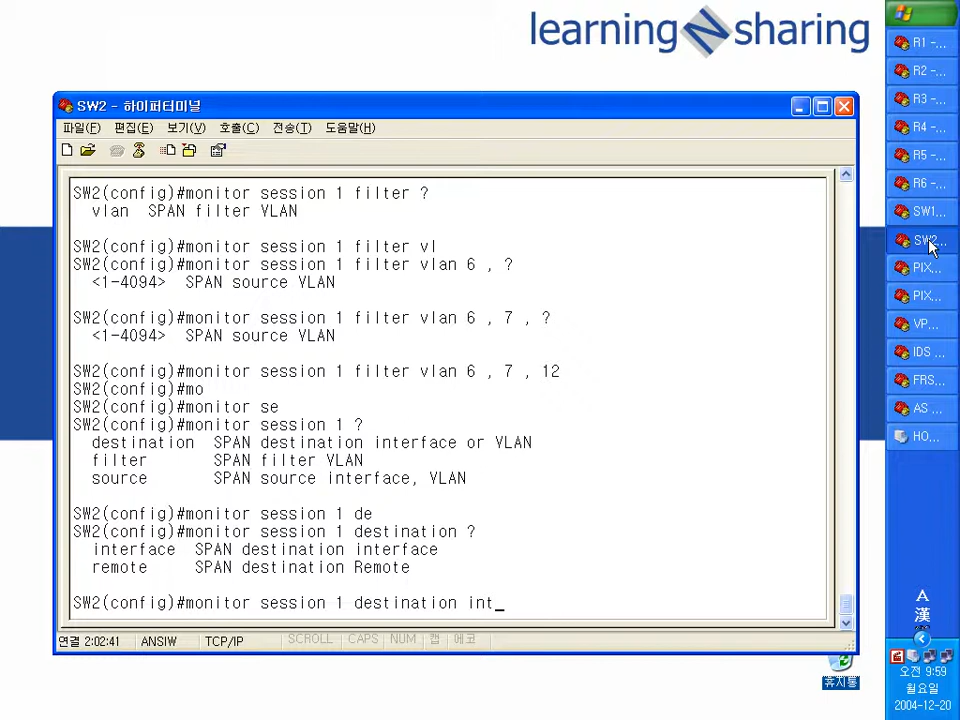 learning N sharing
SW2 - 하이퍼터미널
파일(F) 편집(E) 보기(V) 호출(C) 전송(T) 도움말(H)
SW2(config)#monitor session 1 filter ?
vlan SPAN filter VLAN
SW2(config)#monitor session 1 filter vl
SW2(config)#monitor session 1 filter vlan 6 , ?
<1-4094> SPAN source VLAN
SW2(config)#monitor session 1 filter vlan 6 , 7 , ?
<1-4094> SPAN source VLAN
SW2(config)#monitor session 1 filter vlan 6 , 7 , 12
SW2(config)#mo
SW2(config)#monitor se
SW2(config)#monitor session 1 ?
destination SPAN destination interface or VLAN
filter SPAN filter VLAN
source SPAN source interface, VLAN
SW2(config)#monitor session 1 de
SW2(config)#monitor session 1 destination ?
interface SPAN destination interface
remote SPAN destination Remote
SW2(config)#monitor session 1 destination int_
연결 2:02:41 ANSIW TCP/IP SCROLL CAPS NUM 캡 에코
휴지통
R1 -...
R2 -...
R3 -...
R4 -...
R5 -...
R6 -...
SW1...
SW2...
PIX...
PIX...
VP...
IDS ...
FRS...
AS ...
HO...
A
漢
오전 9:59
월요일
2004-12-20